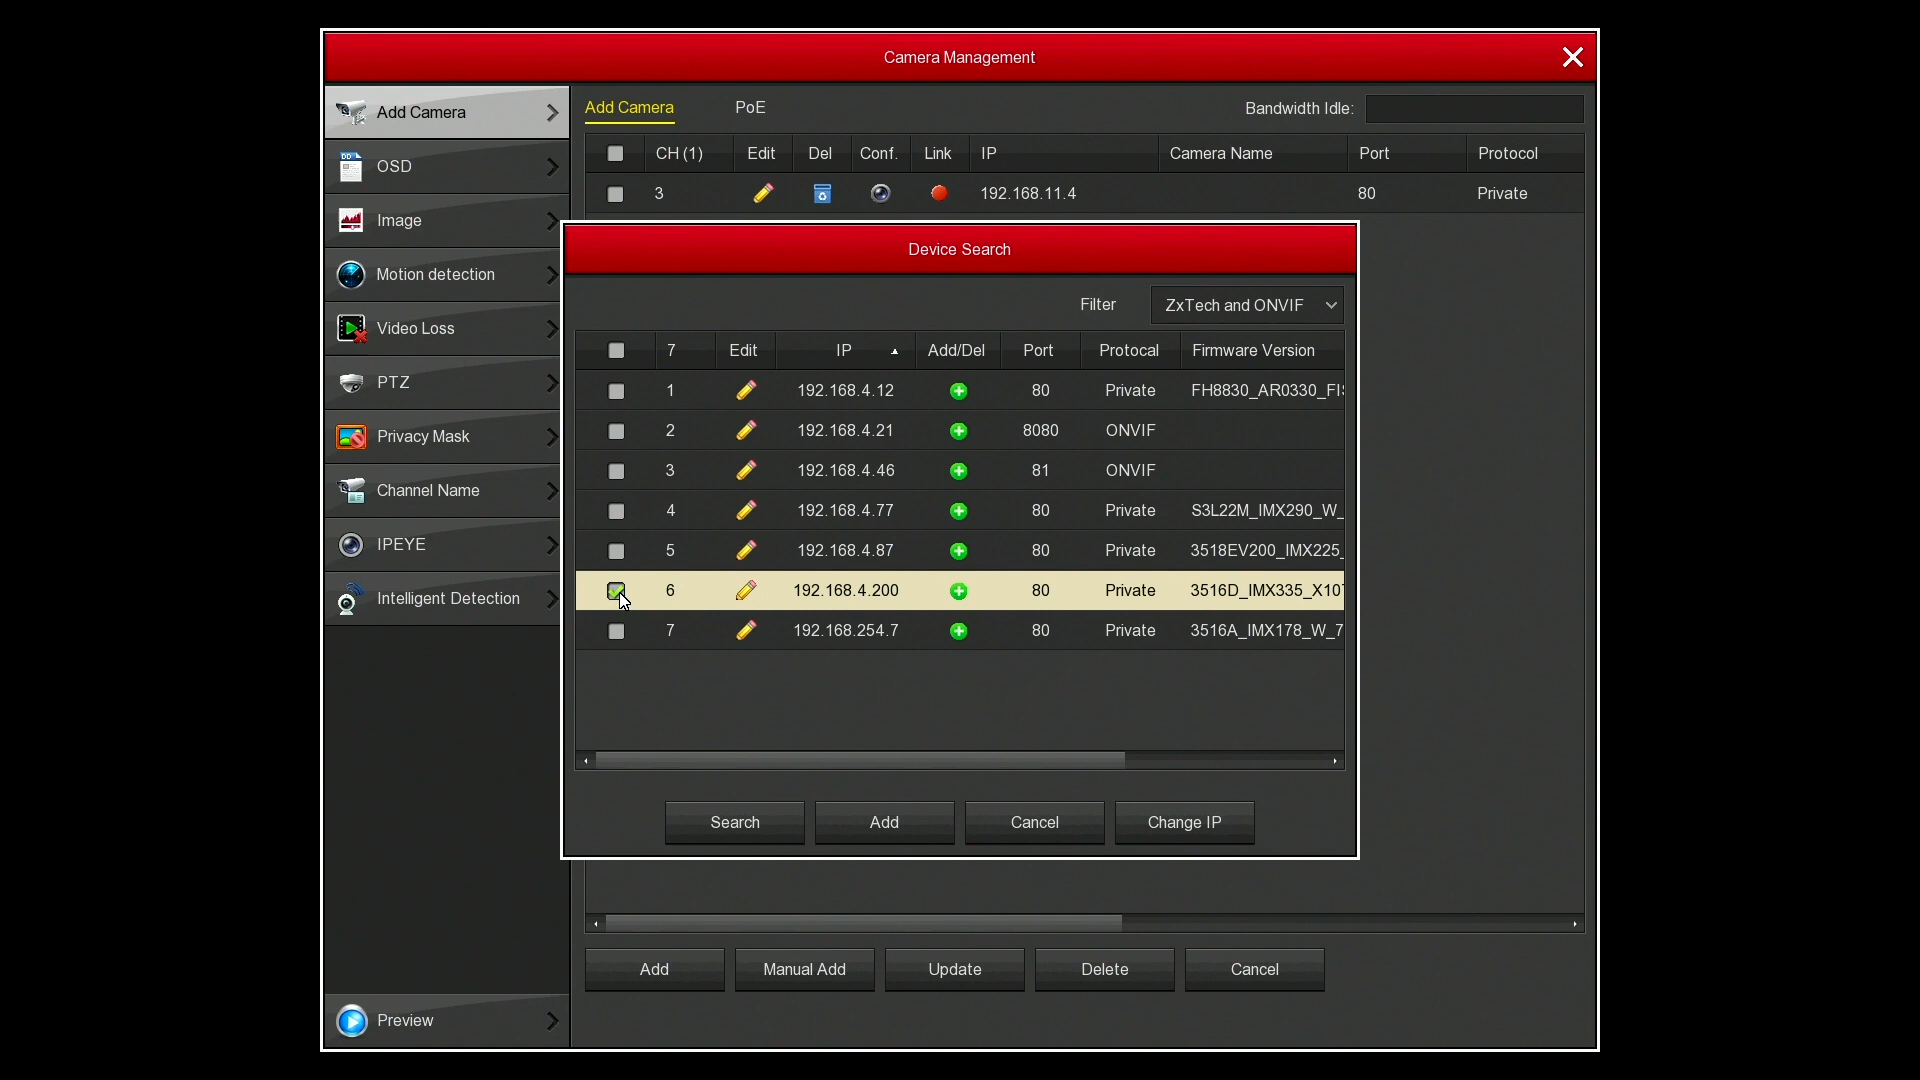 Camera Management
Add Camera
OSD
Image
Motion detection
Video Loss
PTZ
Privacy Mask
Channel Name
IPEYE
Intelligent Detection
Preview
Add Camera PoE Bandwidth Idle:
CH (1) Edit Del Conf. Link IP Camera Name Port Protocol
3 192.168.11.4 80 Private
Device Search
Filter ZxTech and ONVIF
7 Edit IP Add/Del Port Protocal Firmware Version
1 192.168.4.12 80 Private FH8830_AR0330_FI
2 192.168.4.21 8080 ONVIF
3 192.168.4.46 81 ONVIF
4 192.168.4.77 80 Private S3L22M_IMX290_W_
5 192.168.4.87 80 Private 3518EV200_IMX225_
6 192.168.4.200 80 Private 3516D_IMX335_X10
7 192.168.254.7 80 Private 3516A_IMX178_W_7
Search Add Cancel Change IP
Add Manual Add Update Delete Cancel